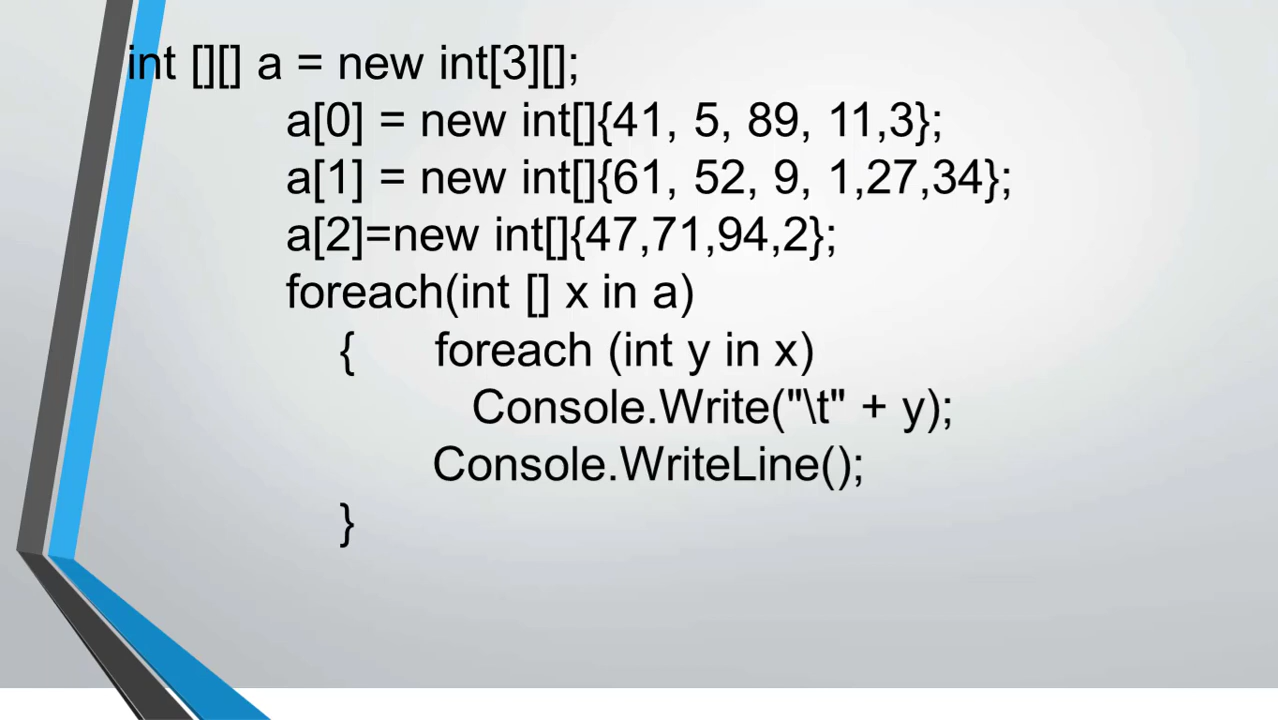 int [][] a = new int[3][];
a[0] = new int[]{41, 5, 89, 11,3};
a[1] = new int[]{61, 52, 9, 1,27,34};
a[2]=new int[]{47,71,94,2};
foreach(int [] x in a)
{ foreach (int y in x)
Console.Write("\t" + y);
Console.WriteLine();
}